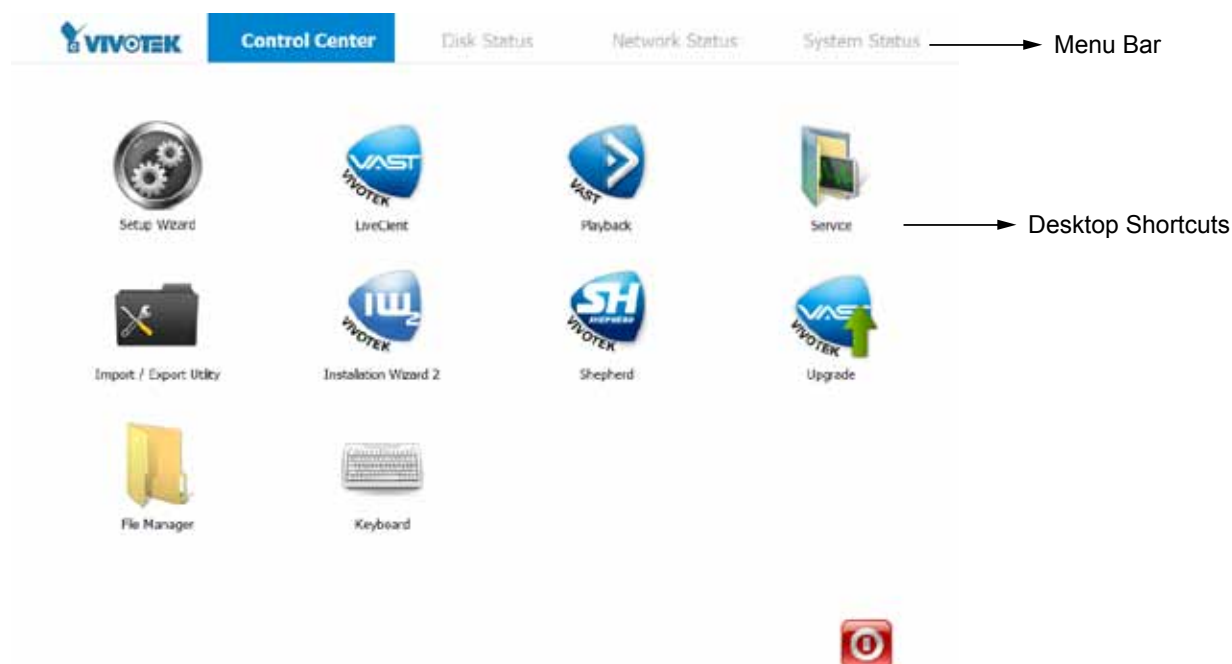 VIVOTEK Control Center Disk Status Network Status System Status Menu Bar
VAST
VIVOTEK
VAST
Setup Wizard LiveClient Playback Service Desktop Shortcuts
IW2
VIVOTEK
SH
SHEPHERD
VIVOTEK
VAST
VIVOTEK
Import / Export Utility Installation Wizard 2 Shepherd Upgrade
File Manager Keyboard